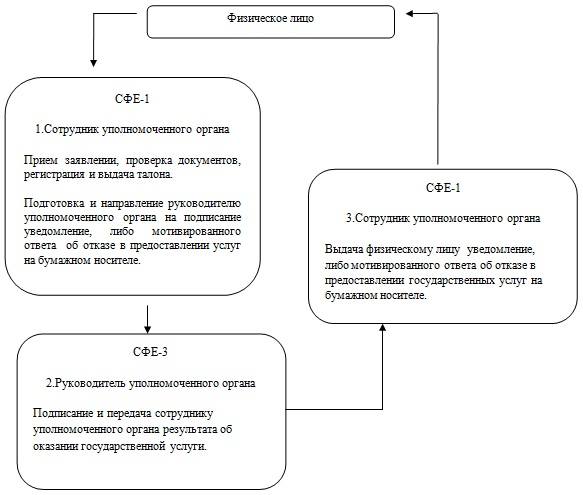 Физическое лицо
СФЕ-1
1.Сотрудник уполномоченного органа
Прием заявлении, проверка документов,
регистрация и выдача талона.
Подготовка и направление руководителю
уполномоченного органа на подписание
уведомление, либо мотивированного
ответа об отказе в предоставлении услуг
на бумажном носителе.
СФЕ-3
2.Руководитель уполномоченного органа
Подписание и передача сотруднику
уполномоченного органа результата об
оказании государственной услуги.
СФЕ-1
3.Сотрудник уполномоченного органа
Выдача физическому лицу уведомление,
либо мотивированного ответа об отказе в
предоставлении государственных услуг на
бумажном носителе.